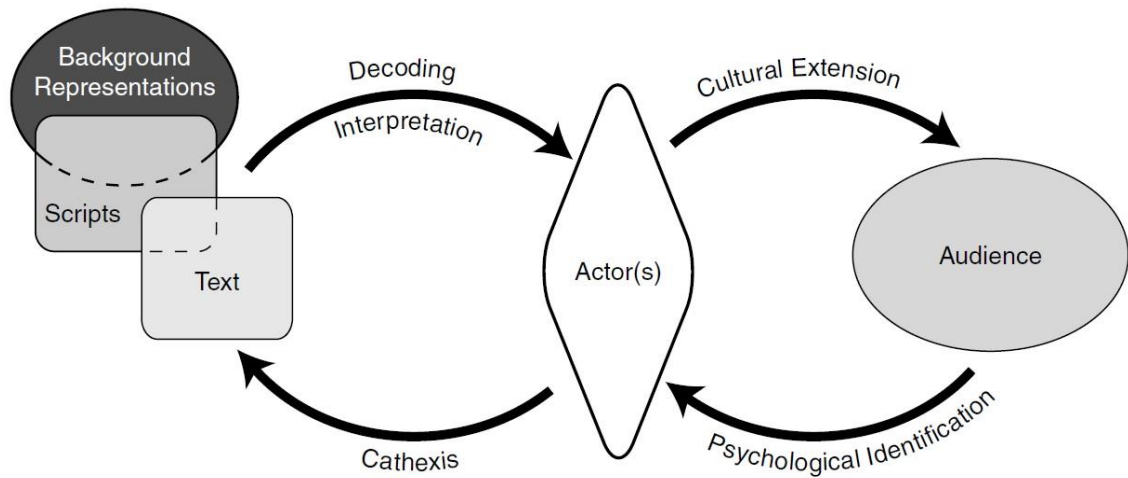 Background
Representations
Scripts
Text
Decoding
Interpretation
Cathexis
Actor(s)
Cultural Extension
Audience
Psychological Identification